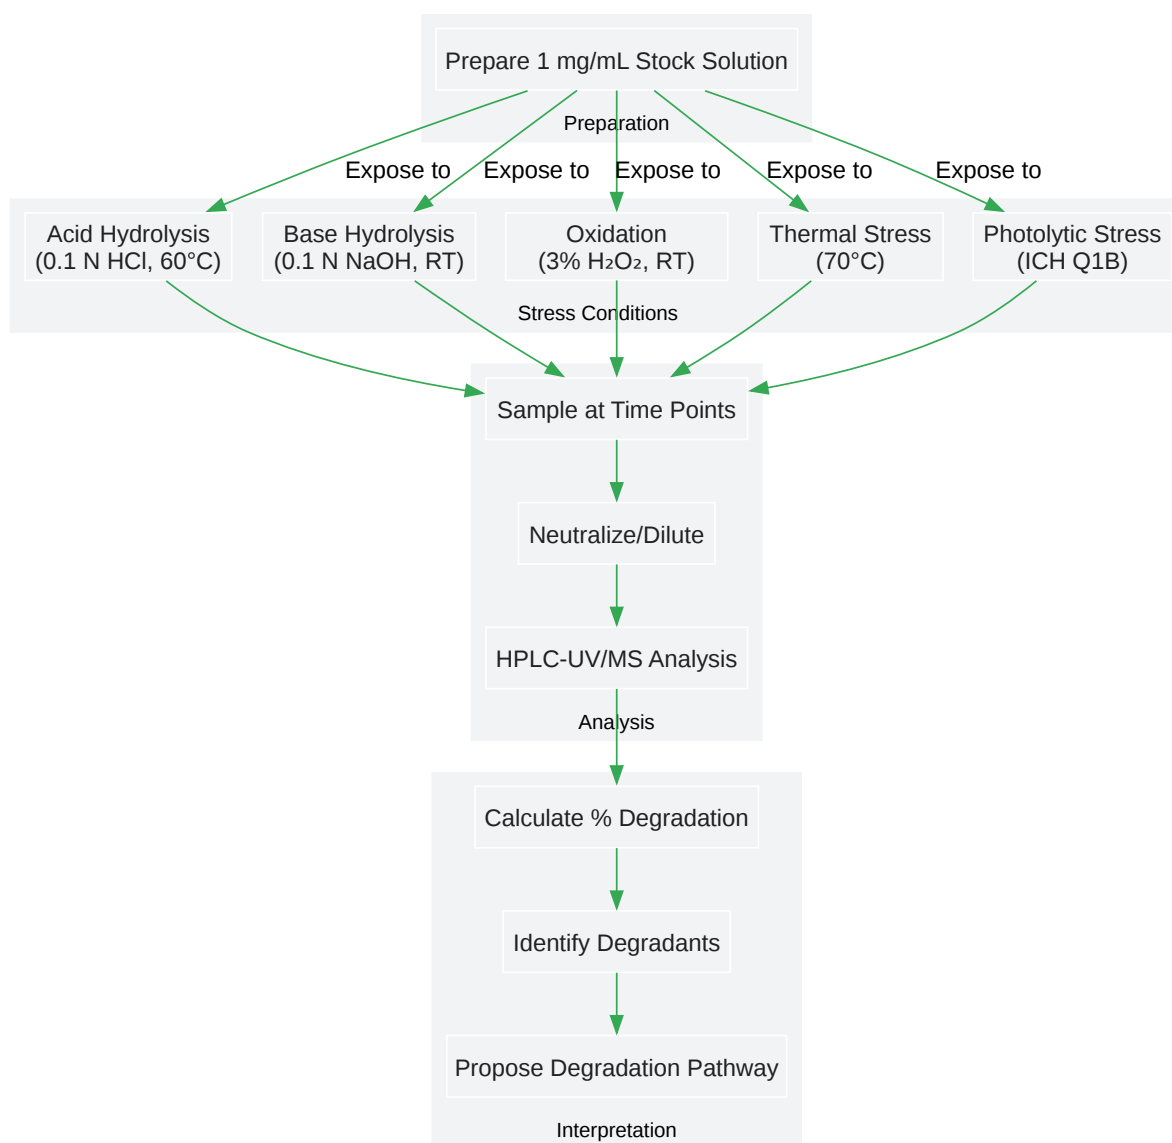 Prepare 1 mg/mL Stock Solution
Preparation
Expose to Expose to Expose to Expose to Expose to
Acid Hydrolysis
(0.1 N HCl, 60°C)
Base Hydrolysis
(0.1 N NaOH, RT)
Oxidation
(3% H₂O₂, RT)
Thermal Stress
(70°C)
Photolytic Stress
(ICH Q1B)
Stress Conditions
Sample at Time Points
Neutralize/Dilute
HPLC-UV/MS Analysis
Analysis
Calculate % Degradation
Identify Degradants
Propose Degradation Pathway
Interpretation